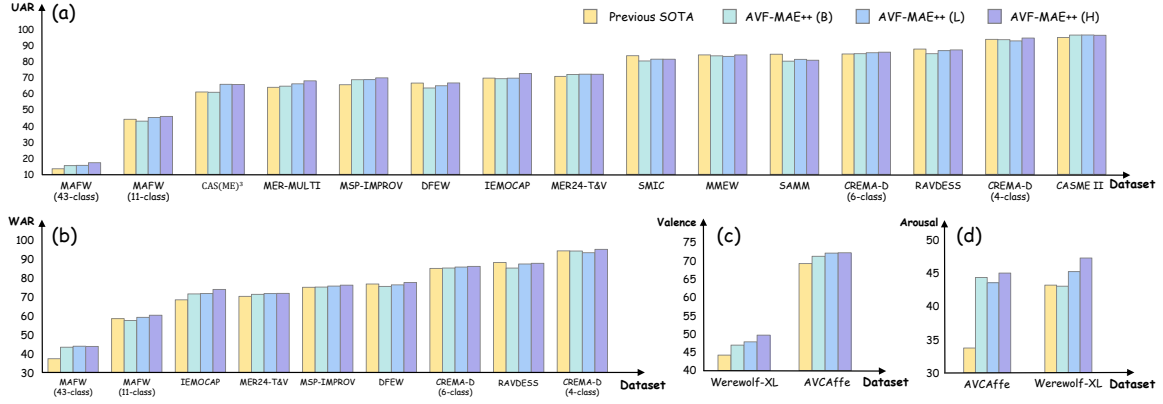 UAR
(a)
Previous SOTA
AVF-MAE++ (B)
AVF-MAE++ (L)
AVF-MAE++ (H)
100
90
80
70
60
50
40
30
20
10
MAFW
(43-class)
MAFW
(11-class)
CAS(ME)³
MER-MULTI
MSP-IMPROV
DFEW
IEMOCAP
MER24-T&V
SMIC
MMEW
SAMM
CREMA-D
(6-class)
RAVDESS
CREMA-D
(4-class)
CASME II
Dataset
WAR
(b)
100
90
80
70
60
50
40
30
MAFW
(43-class)
MAFW
(11-class)
IEMOCAP
MER24-T&V
MSP-IMPROV
DFEW
CREMA-D
(6-class)
RAVDESS
CREMA-D
(4-class)
Dataset
Valence
(c)
75
70
65
60
55
50
45
40
Werewolf-XL
AVCAffe
Dataset
Arousal
(d)
50
45
40
35
30
AVCAffe
Werewolf-XL
Dataset